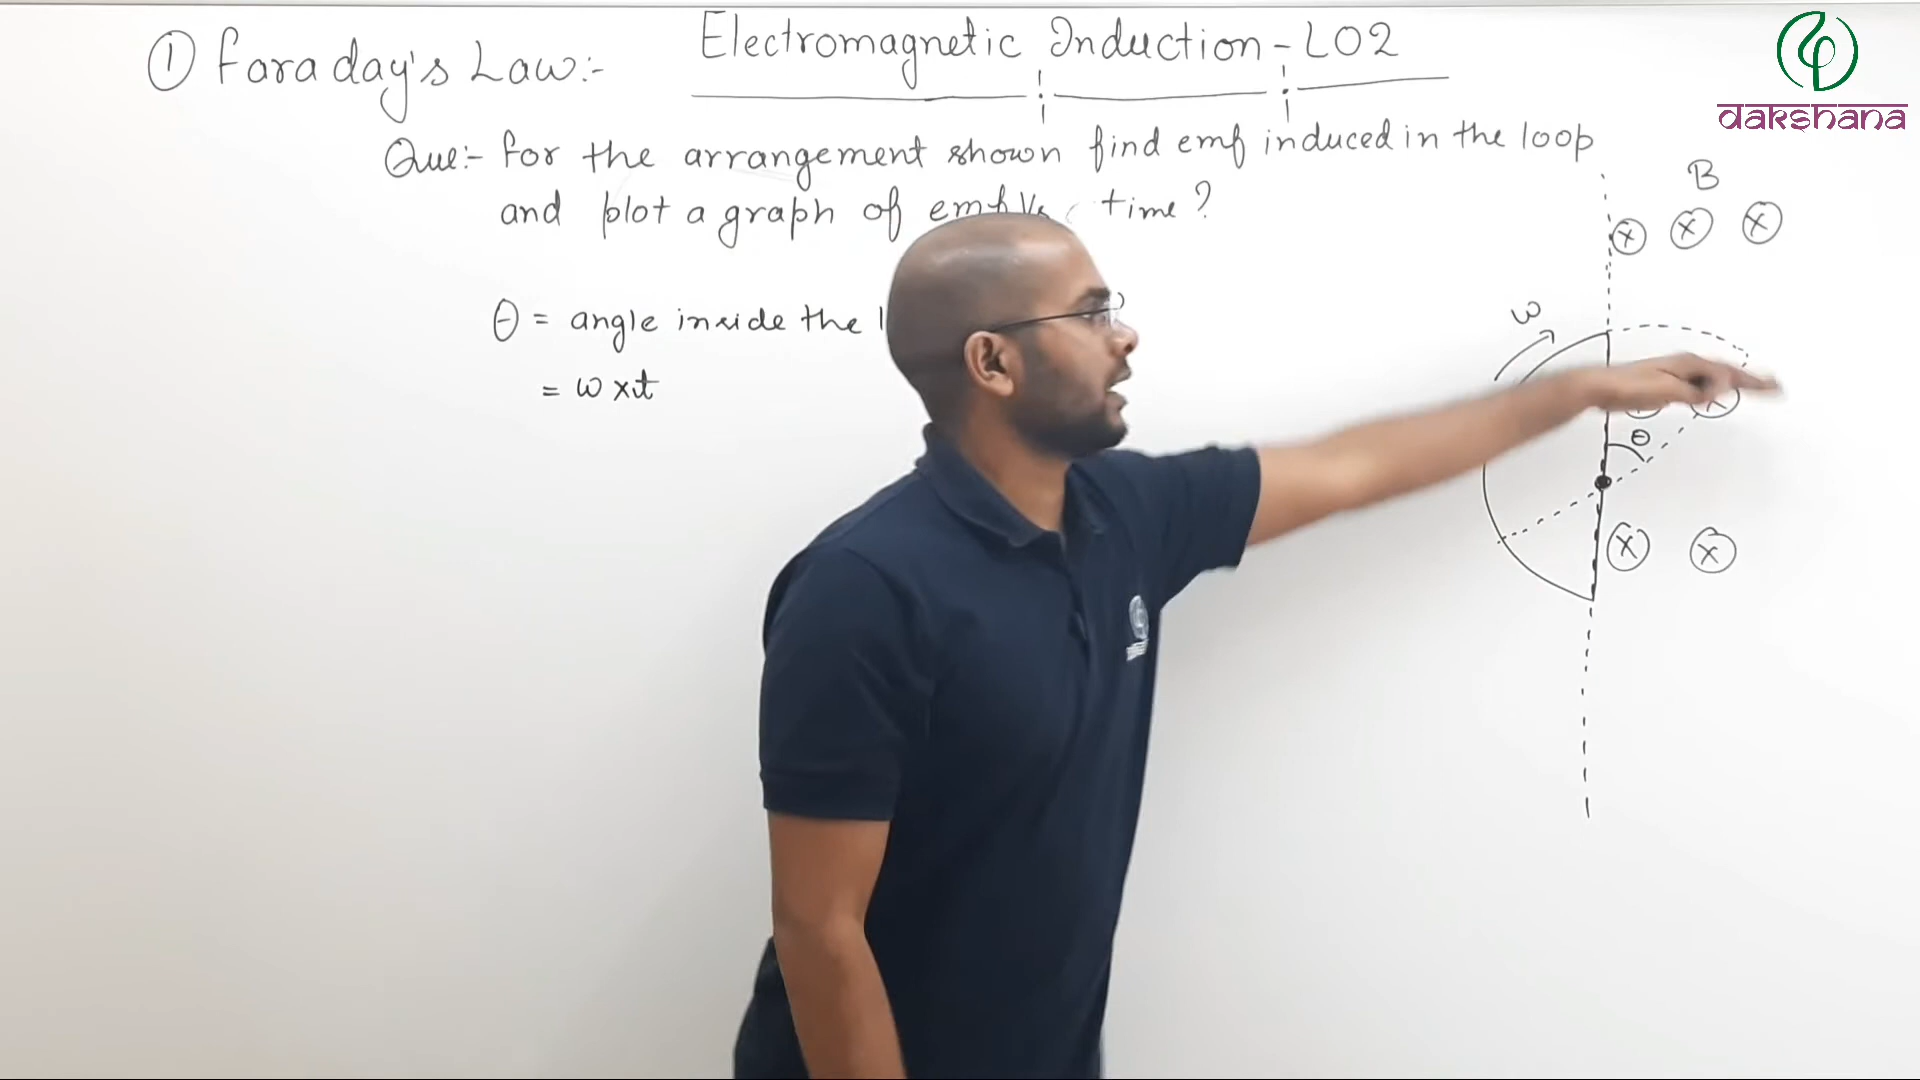 ① Faraday's Law:-
Electromagnetic Induction - L02
dakshana
Que:- for the arrangement shown find emf induced in the loop
and plot a graph of emf Vs time?
B
θ = angle inside the
= ω x t
ω
θ